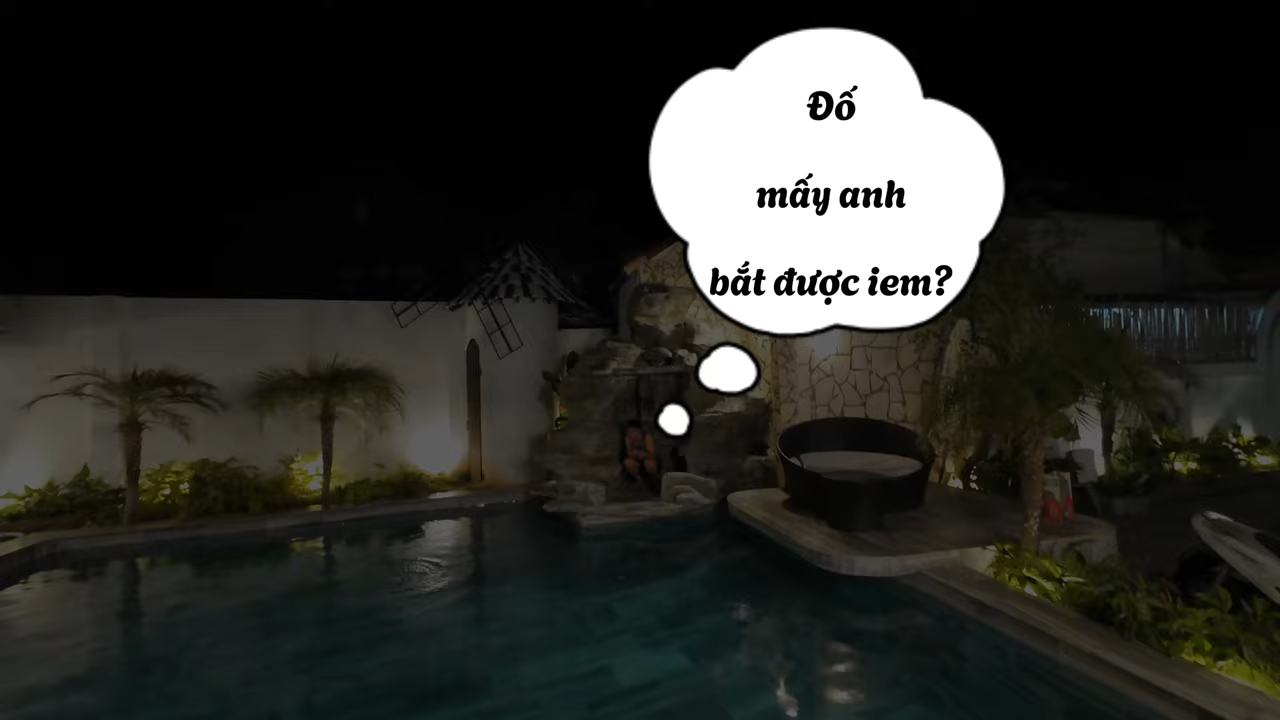 Đố
mấy anh
bắt được iem?